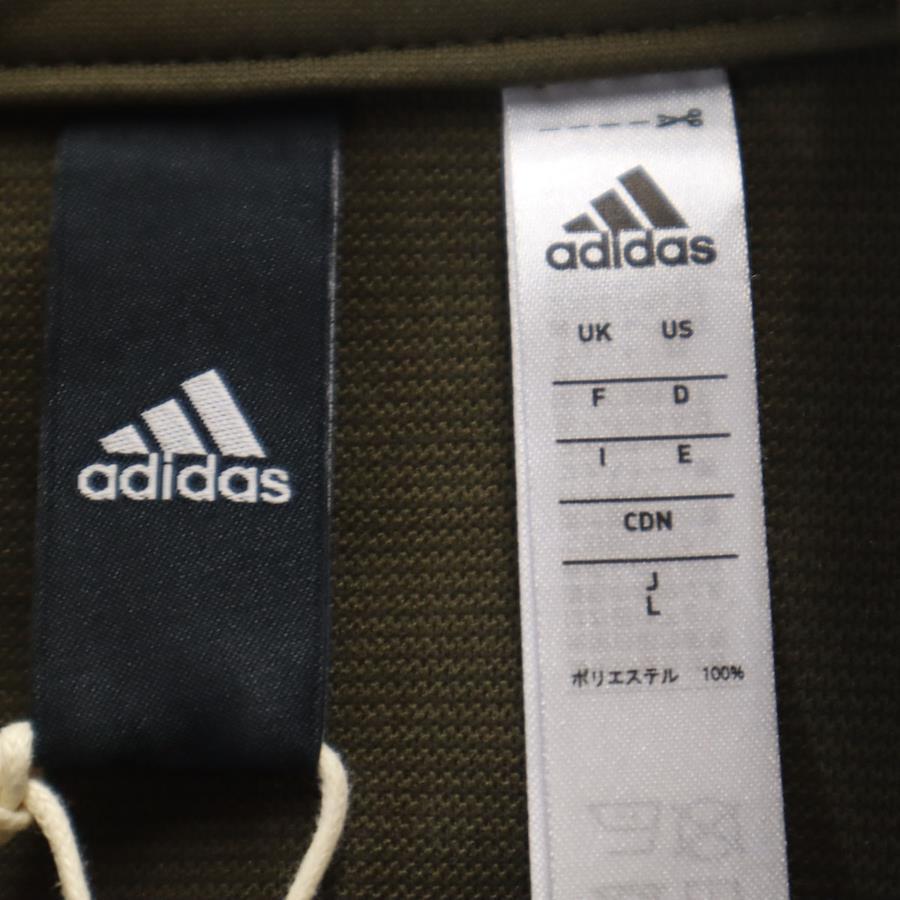 adidas
adidas
UK US
F D
I E
CDN
J
L
ポリエステル 100%